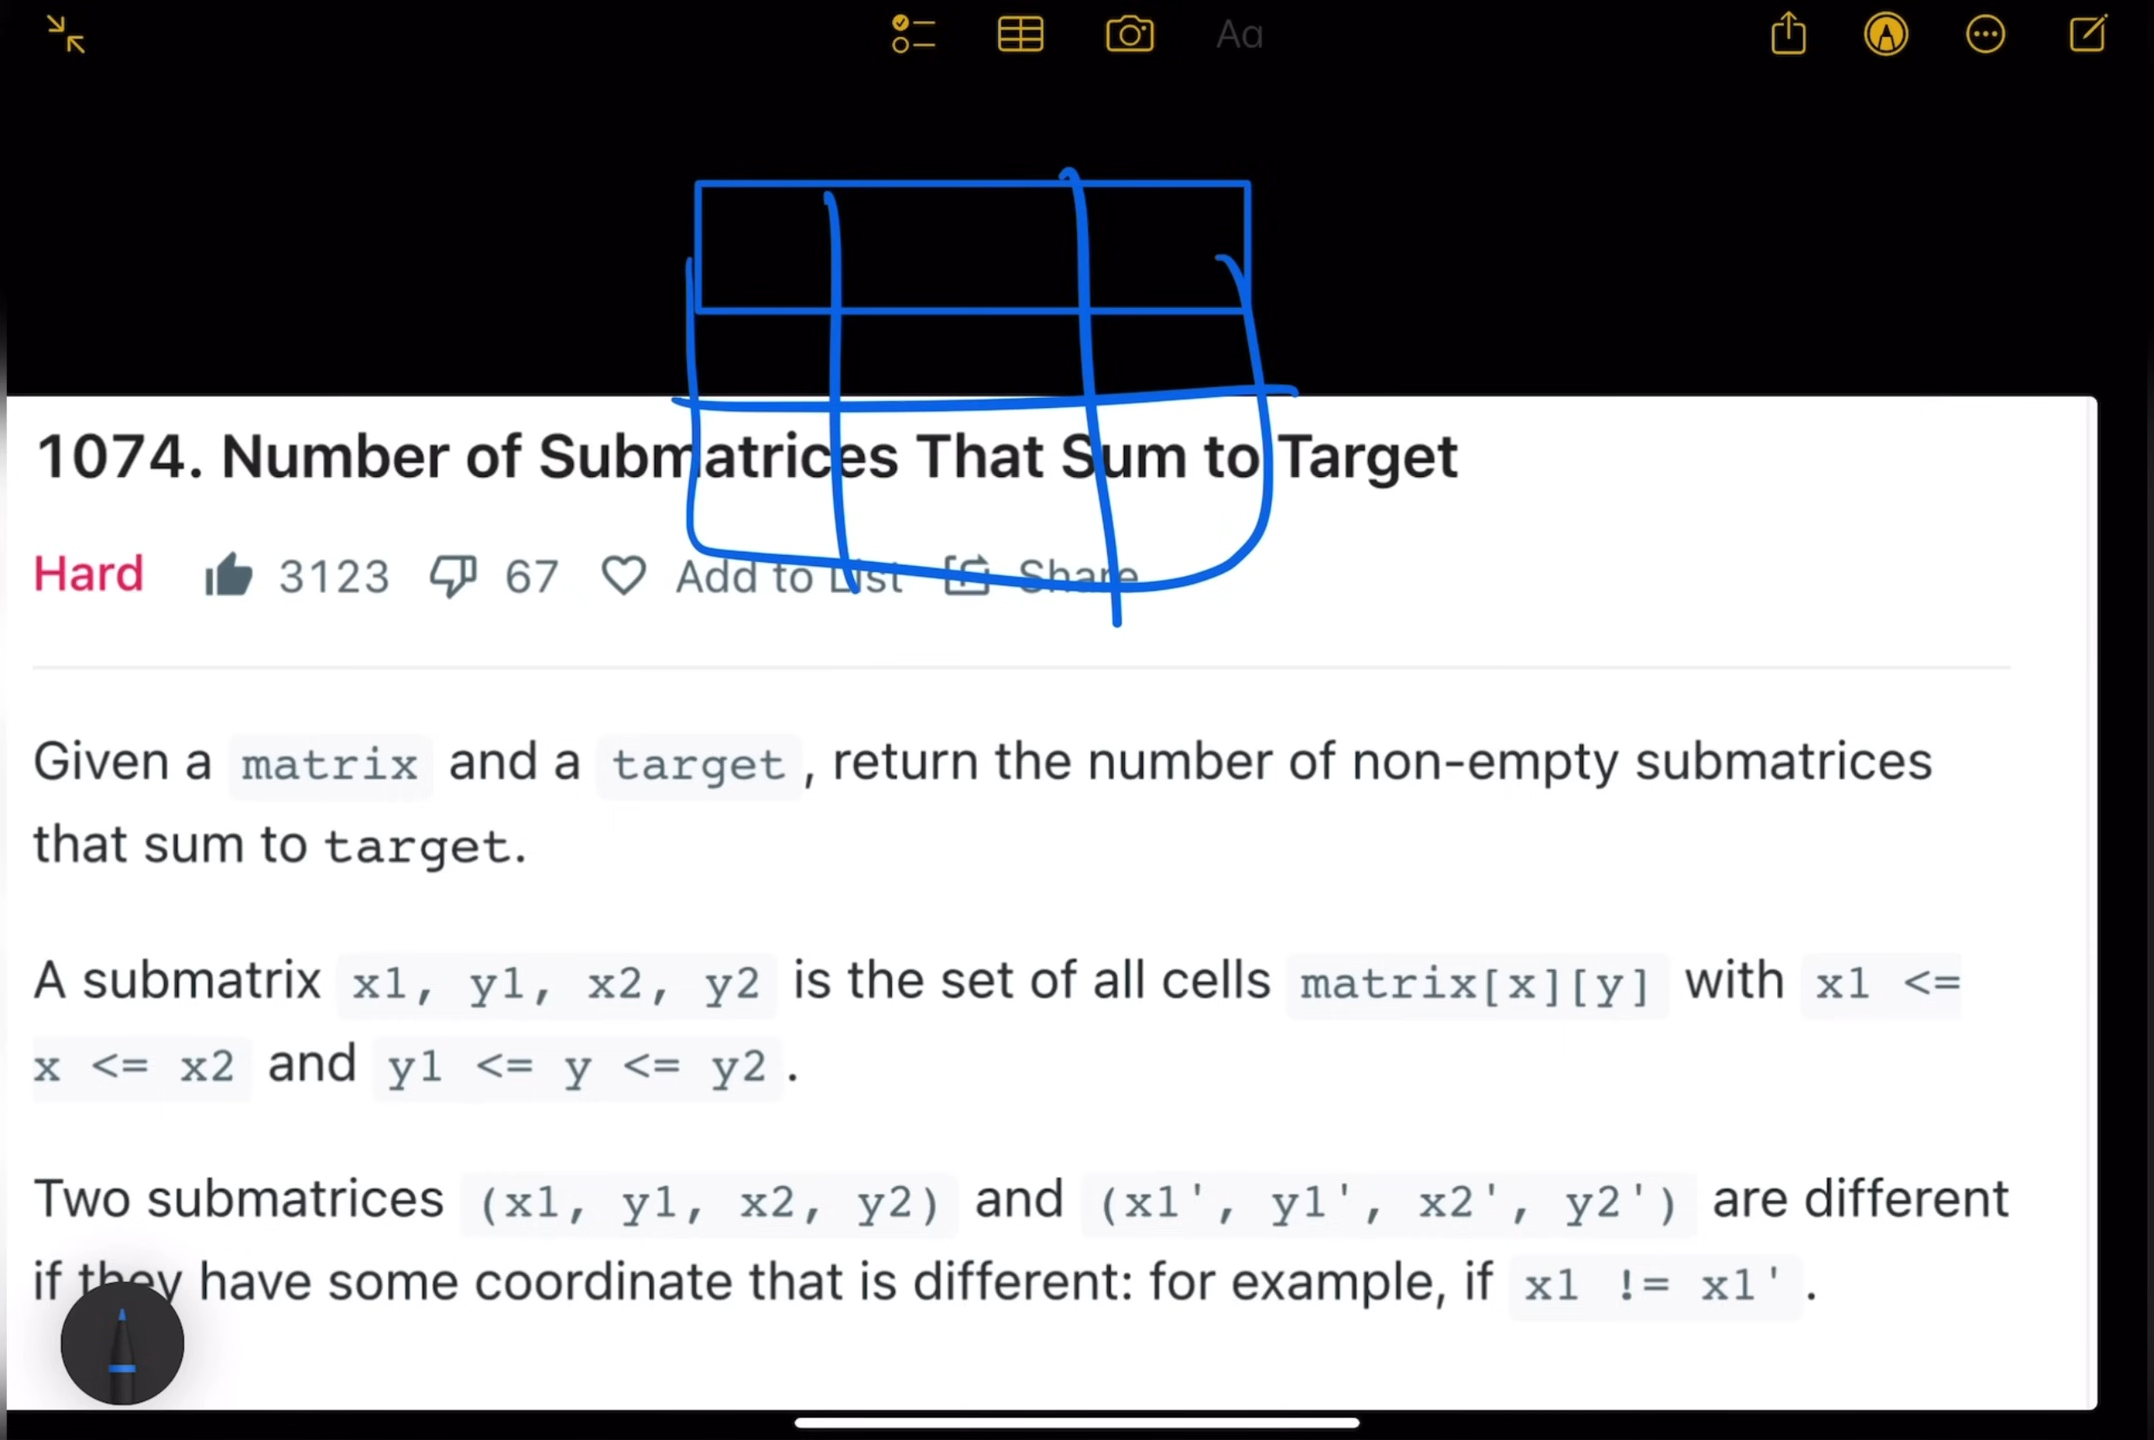 Aa
1074. Number of Submatrices That Sum to Target
Hard 3123 67 Add to List Share
Given a matrix and a target, return the number of non-empty submatrices
that sum to target.
A submatrix x1, y1, x2, y2 is the set of all cells matrix[x][y] with x1 <=
x <= x2 and y1 <= y <= y2.
Two submatrices (x1, y1, x2, y2) and (x1', y1', x2', y2') are different
if they have some coordinate that is different: for example, if x1 != x1'.